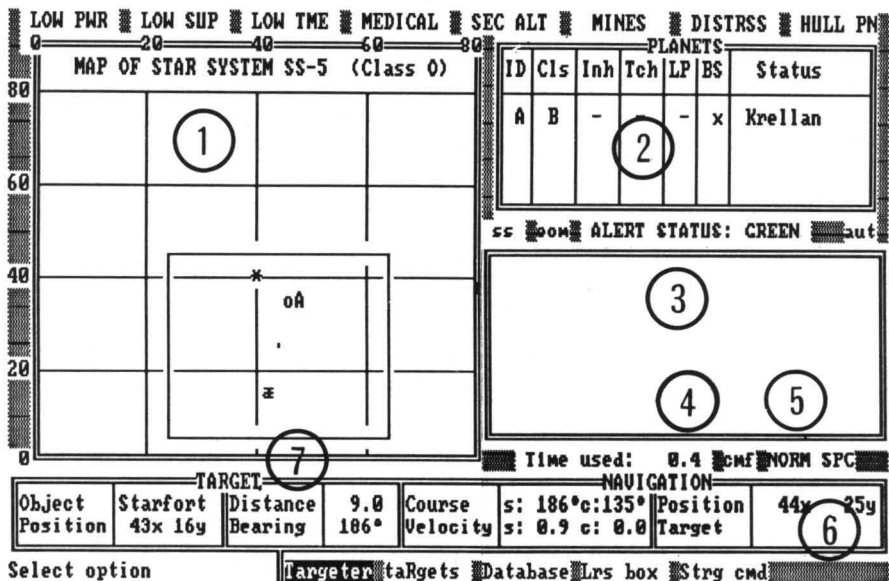 LOW PWR LOW SUP LOW TME MEDICAL SEC ALT MINES DISTRSS HULL PN
0 20 40 60 80
MAP OF STAR SYSTEM SS-5 (Class O)
80
60
40
20
0
* oA
1
PLANETS
ID Cls Inh Tch LP BS Status
A B - - - x Krellan
2
ss oom ALERT STATUS: GREEN aut
3
4
5
7
Time used: 0.4 cmf NORM SPC
TARGET
Object Starfort Distance 9.0
Position 43x 16y Bearing 186°
NAVIGATION
Course s: 186°c:135° Position 44x 25y
Velocity s: 0.9 c: 0.0 Target
6
Select option Targeter taRgets Database Lrs box Strg cmd